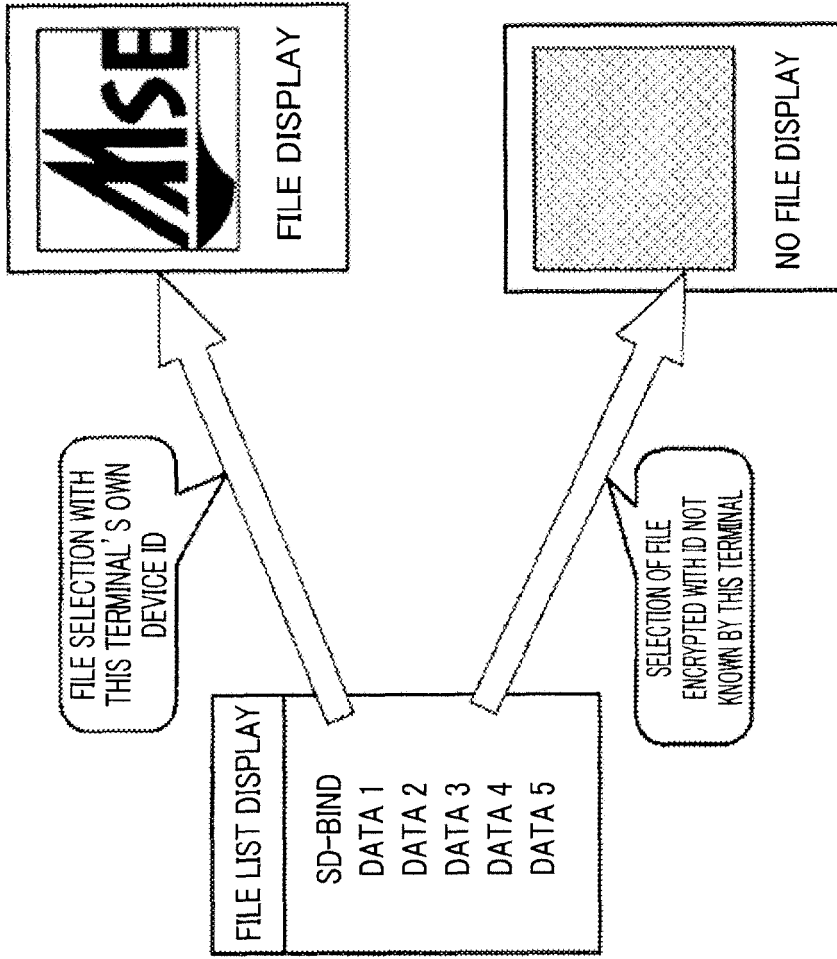 FILE LIST DISPLAY
SD-BIND
DATA 1
DATA 2
DATA 3
DATA 4
DATA 5
FILE SELECTION WITH
THIS TERMINAL'S OWN
DEVICE ID
MSE
FILE DISPLAY
SELECTION OF FILE
ENCRYPTED WITH ID NOT
KNOWN BY THIS TERMINAL
NO FILE DISPLAY